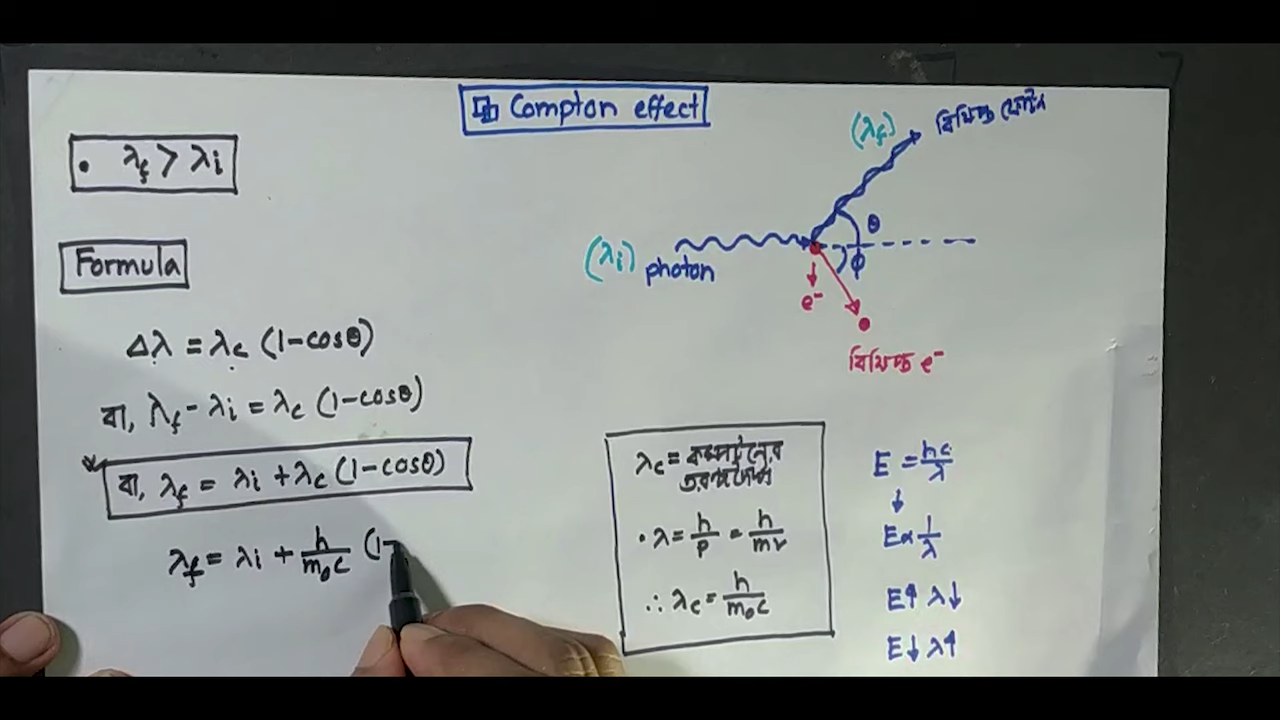 Compton effect
• λf > λi
Formula
Δλ = λc (1-cosθ)
বা, λf - λi = λc (1-cosθ)
বা, λf = λi + λc (1-cosθ)
λf = λi + h/m₀c (1-
(λf)
বিক্ষিপ্ত ফোটন
θ
(λi)
photon
ϕ
e⁻
বিক্ষিপ্ত e⁻
λc = কম্পটনের
তরঙ্গদৈর্ঘ্য
• λ = h/p = h/mv
∴ λc = h/m₀c
E = hc/λ
↓
E∝ 1/λ
E↑ λ↓
E↓ λ↑